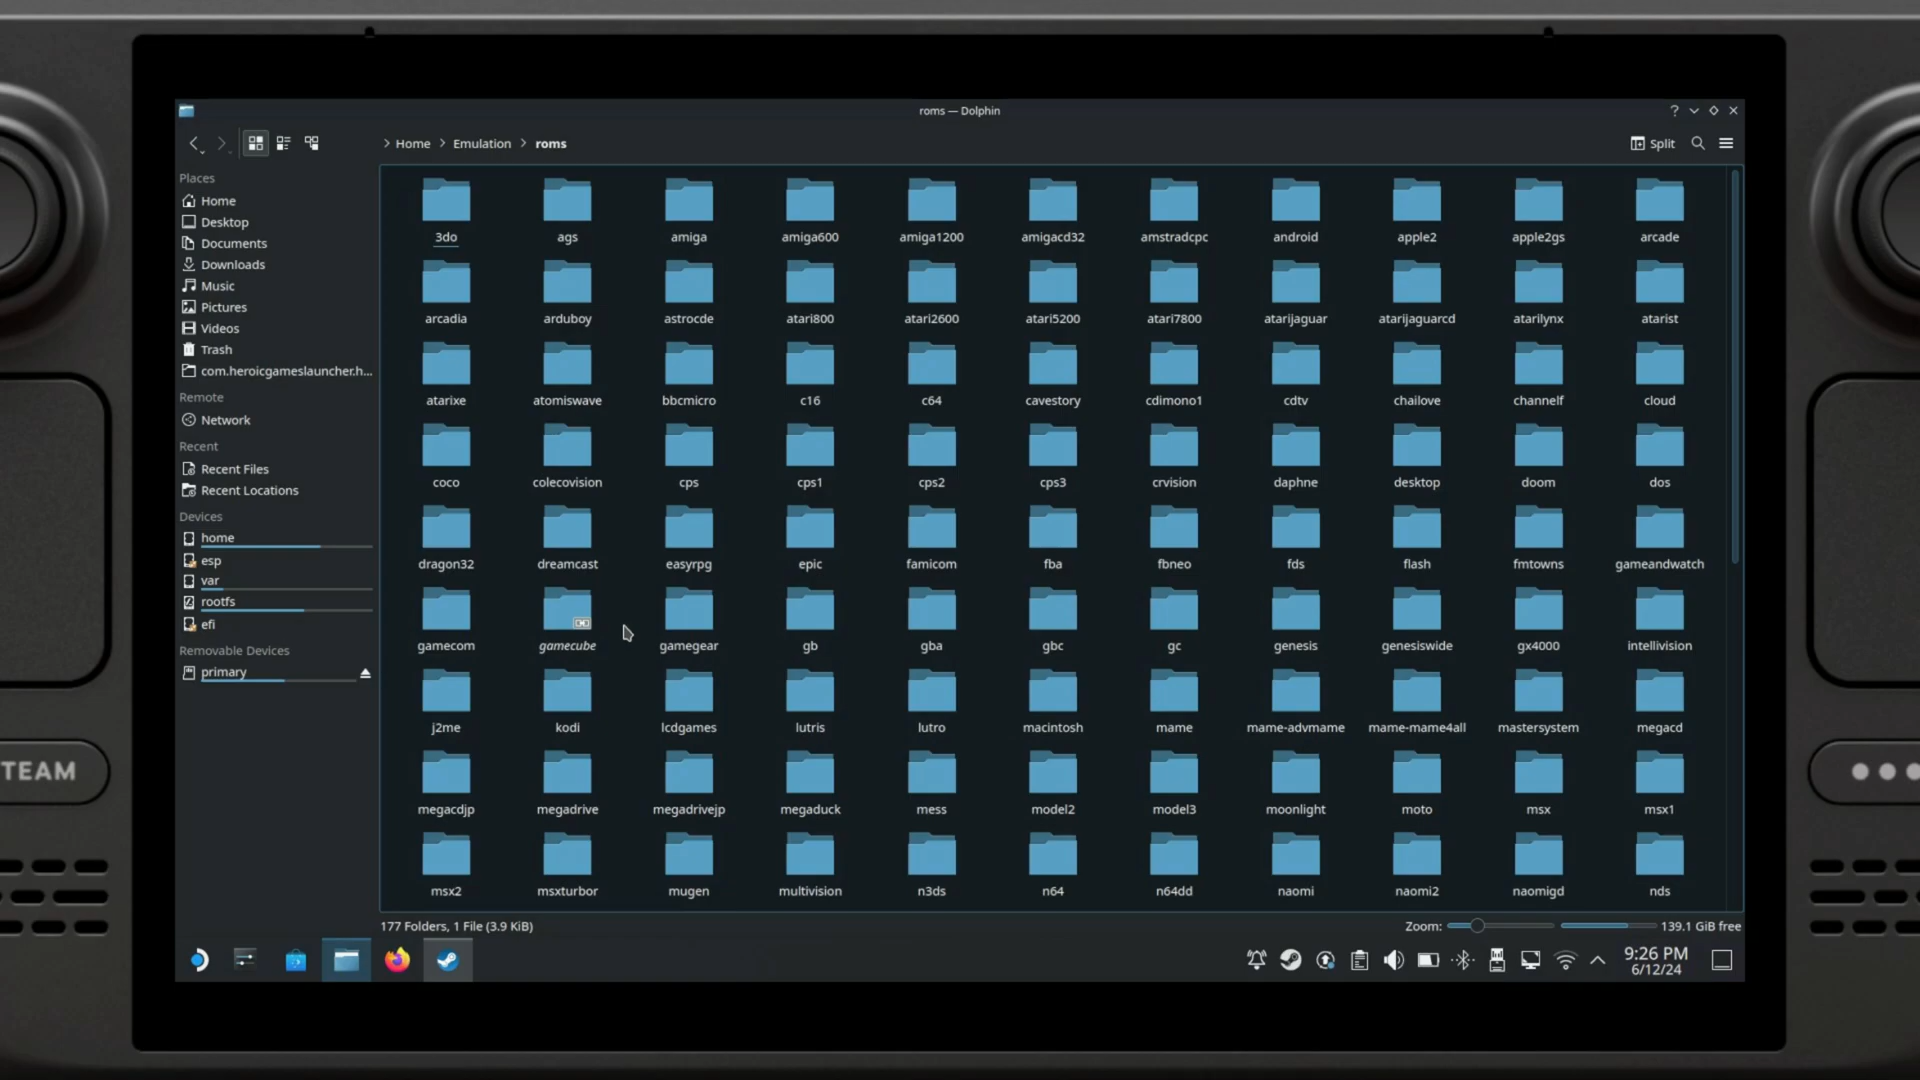 roms — Dolphin
Home Emulation roms
Split
Places
Home
Desktop
Documents
Downloads
Music
Pictures
Videos
Trash
com.heroicgameslauncher.h...
Remote
Network
Recent
Recent Files
Recent Locations
Devices
home
esp
var
rootfs
efi
Removable Devices
primary
3do ags amiga amiga600 amiga1200 amigacd32 amstradcpc android apple2 apple2gs arcade
arcadia arduboy astrocde atari800 atari2600 atari5200 atari7800 atarijaguar atarijaguarcd atarilynx atarist
atarixe atomiswave bbcmicro c16 c64 cavestory cdimono1 cdtv chailove channelf cloud
coco colecovision cps cps1 cps2 cps3 crvision daphne desktop doom dos
dragon32 dreamcast easyrpg epic famicom fba fbneo fds flash fmtowns gameandwatch
gamecom gamecube gamegear gb gba gbc gc genesis genesiswide gx4000 intellivision
j2me kodi lcdgames lutris lutro macintosh mame mame-advmame mame-mame4all mastersystem megacd
megacdjp megadrive megadrivejp megaduck mess model2 model3 moonlight moto msx msx1
msx2 msxturbor mugen multivision n3ds n64 n64dd naomi naomi2 naomigd nds
177 Folders, 1 File (3.9 KiB)
Zoom:
139.1 GiB free
9:26 PM
6/12/24
TEAM